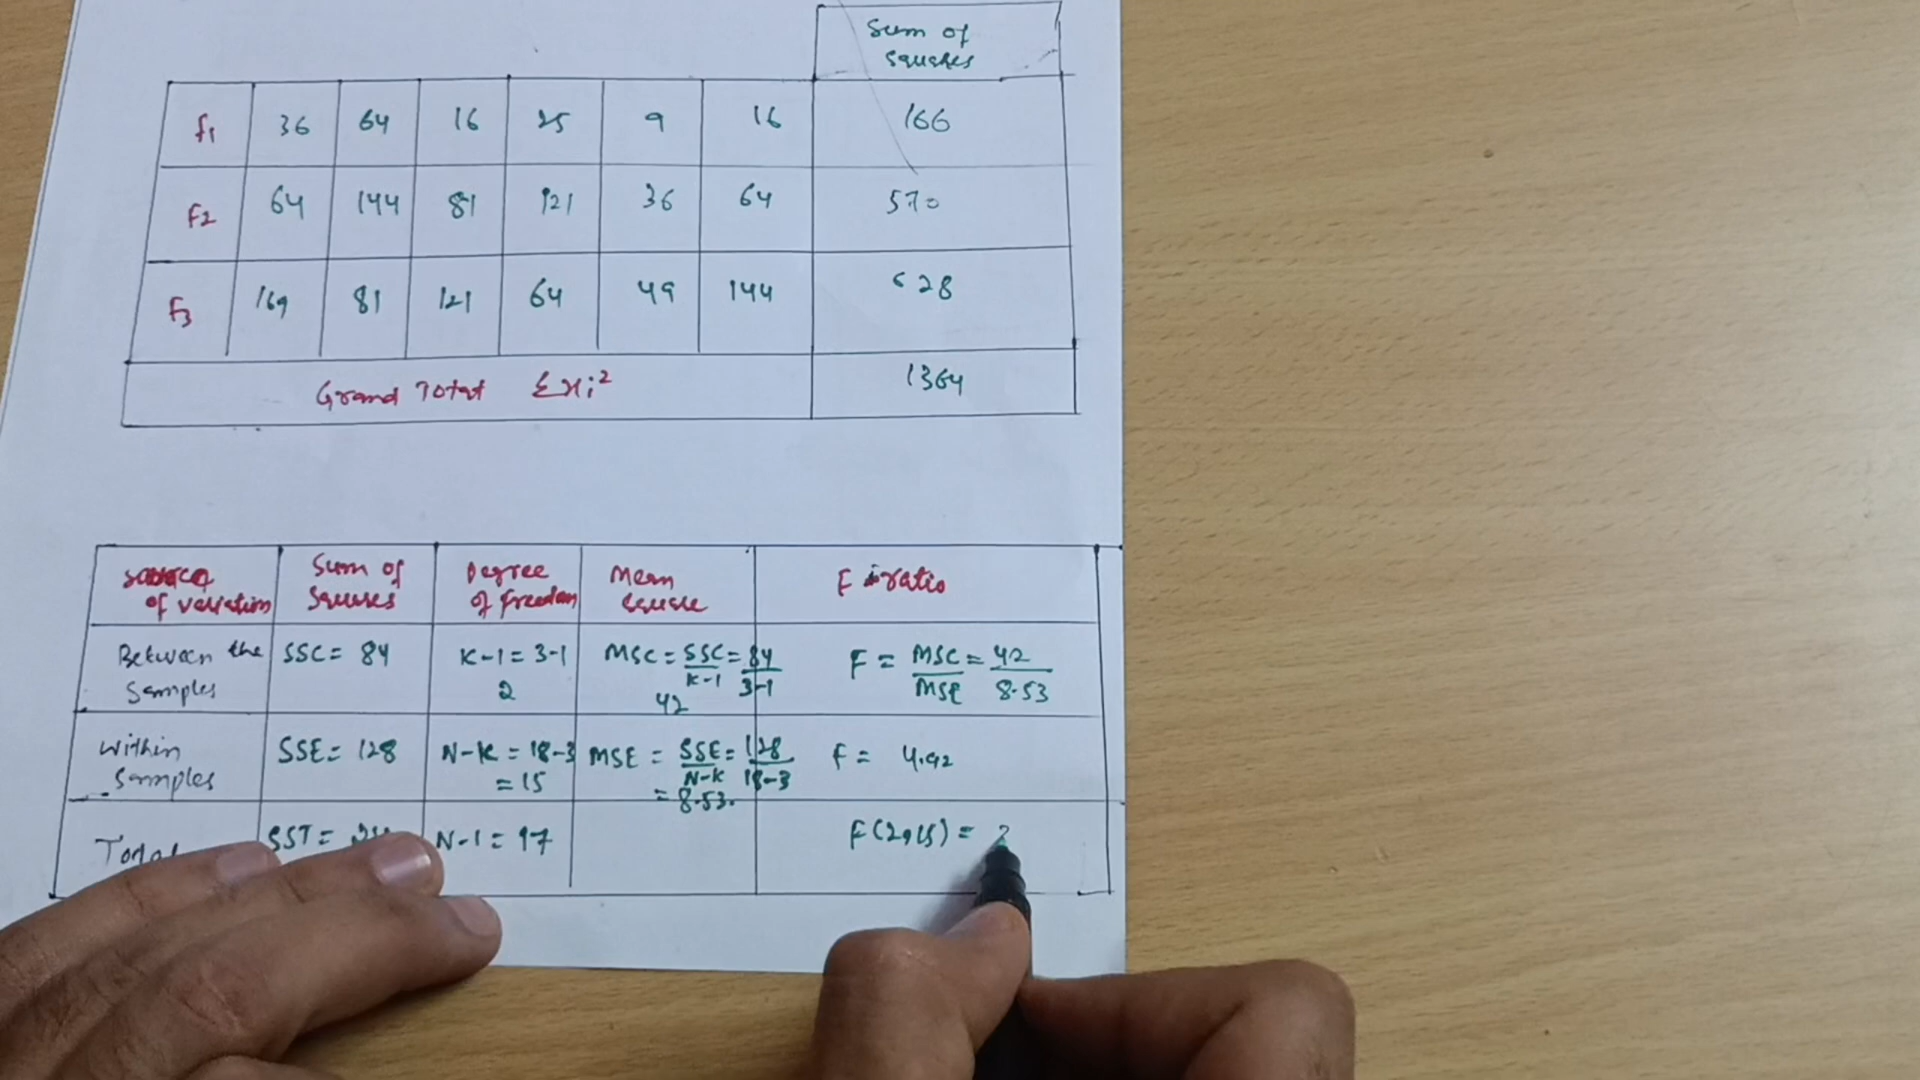 Sum of
squares
f1 36 64 16 25 9 16 166
F2 64 144 81 121 36 64 570
F3 169 81 121 64 49 144 628
Grand Total Σxi² 1364
source of variation
Sum of Squares
Degree of freedom
Mean square
F ratio
Between the samples
SSC = 84
K-1 = 3-1
2
MSC = SSC/K-1 = 84/3-1
42
F = MSC/MSE = 42/8.53
within samples
SSE = 128
N-K = 18-3
= 15
MSE = SSE/N-K = 128/18-3
= 8.53.
F = 4.92
Total
SST =
N-1 = 17
F(2,15) =